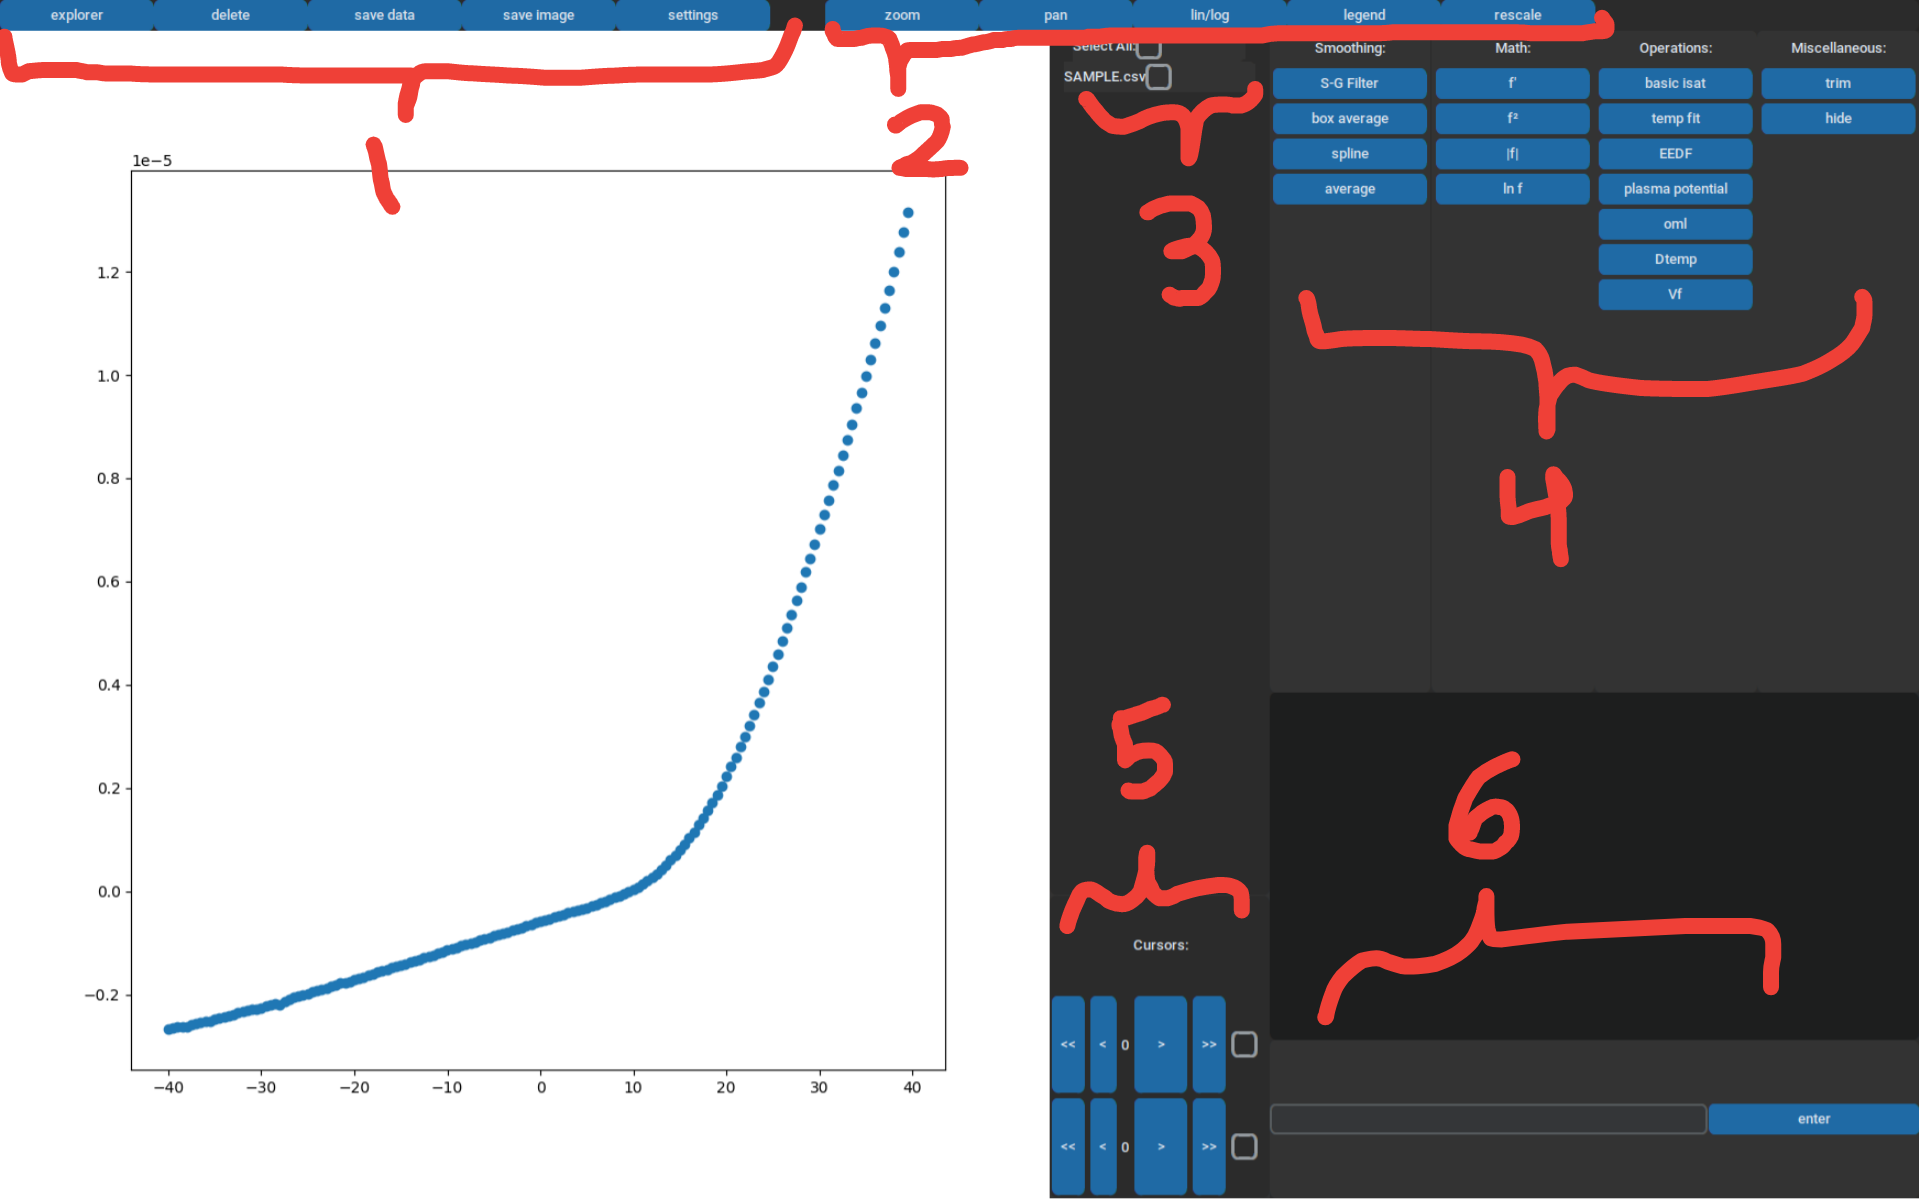 explorer delete save data save image settings zoom pan lin/log legend rescale
Select All:
Smoothing: Math: Operations: Miscellaneous:
SAMPLE.csv
S-G Filter f' basic isat trim
box average f² temp fit hide
spline |f| EEDF
average ln f plasma potential
oml
Dtemp
Vf
1
2
3
4
5
6
1e−5
1.2
1.0
0.8
0.6
0.4
0.2
0.0
−0.2
−40 −30 −20 −10 0 10 20 30 40
Cursors:
<< < 0 > >>
<< < 0 > >>
enter